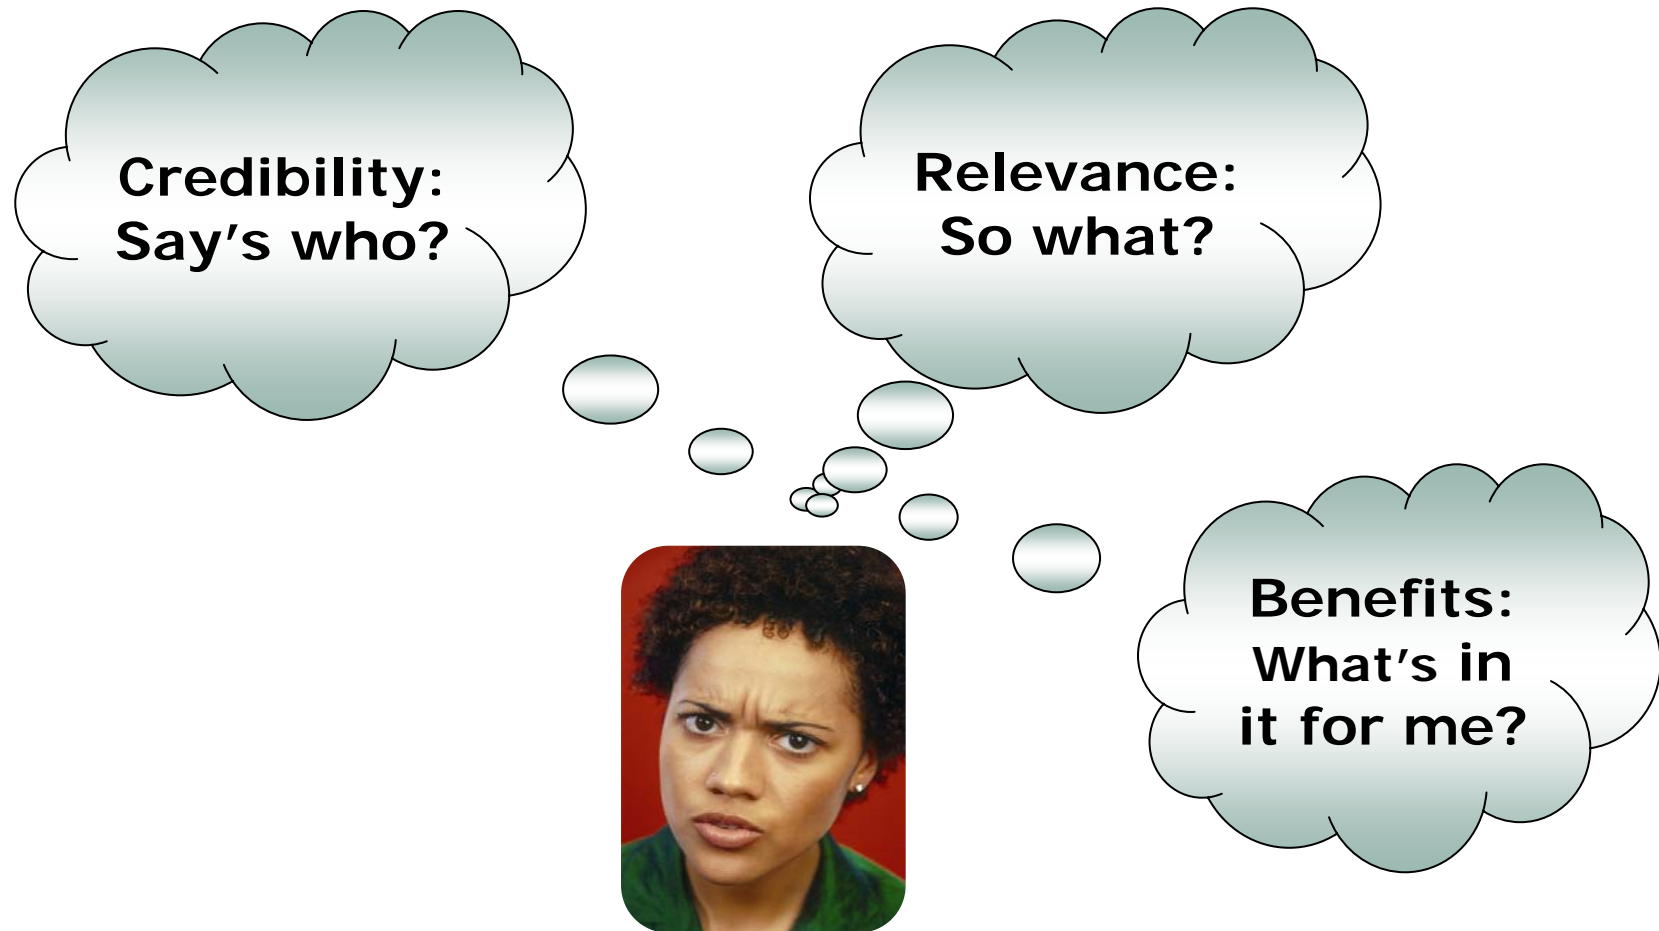 Credibility:
Say’s who?
Relevance:
So what?
Benefits:
What’s in
it for me?